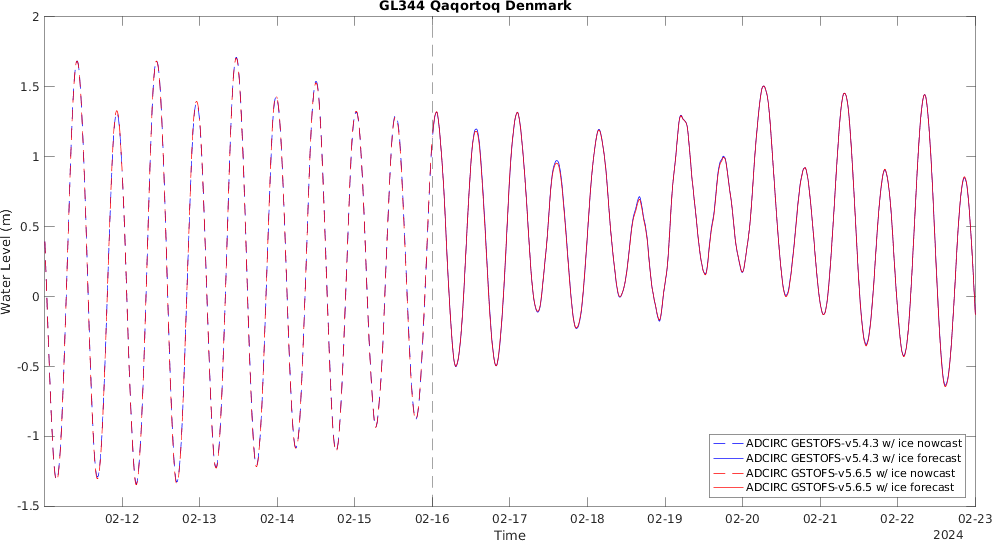 GL344 Qaqortoq Denmark
2
1.5
1
0.5
0
-0.5
-1
-1.5
Water Level (m)
ADCIRC GESTOFS-v5.4.3 w/ ice nowcast
ADCIRC GESTOFS-v5.4.3 w/ ice forecast
ADCIRC GSTOFS-v5.6.5 w/ ice nowcast
ADCIRC GSTOFS-v5.6.5 w/ ice forecast
02-12 02-13 02-14 02-15 02-16 02-17 02-18 02-19 02-20 02-21 02-22 02-23
Time
2024